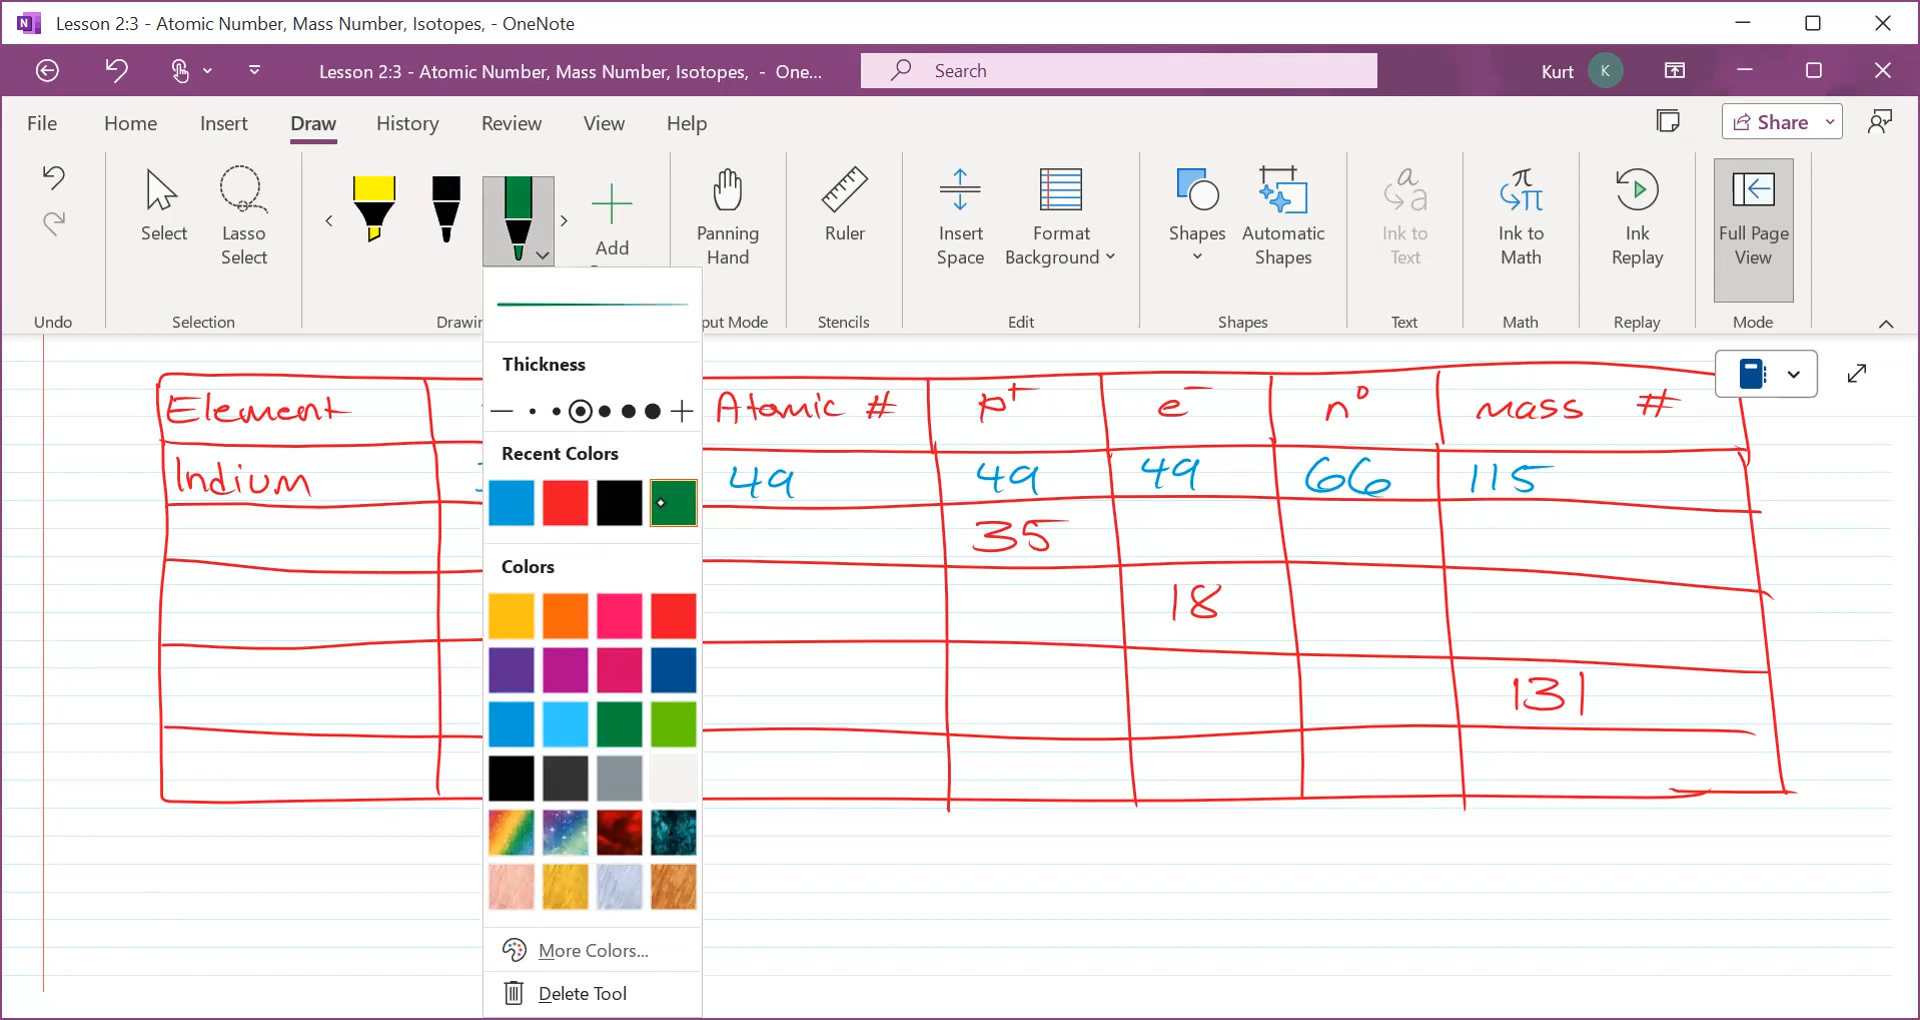 Lesson 2:3 - Atomic Number, Mass Number, Isotopes, - OneNote
Lesson 2:3 - Atomic Number, Mass Number, Isotopes, - One...
Search
Kurt K
File Home Insert Draw History Review View Help
Share
Select
Lasso Select
Add
Panning Hand
Ruler
Insert Space
Format Background
Shapes
Automatic Shapes
Ink to Text
Ink to Math
Ink Replay
Full Page View
Undo Selection Drawin put Mode Stencils Edit Shapes Text Math Replay Mode
Thickness
Recent Colors
Colors
More Colors...
Delete Tool
Element Atomic # p+ e- n° mass #
Indium 49 49 49 66 115
35
18
131